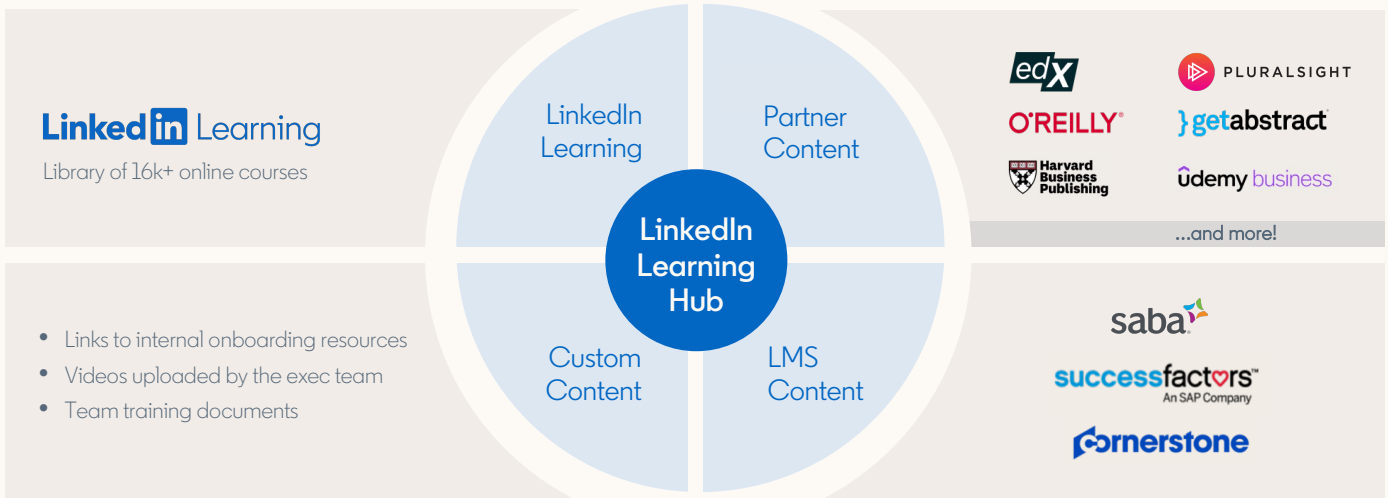 LinkedIn Learning
Library of 16k+ online courses
LinkedIn
Learning
Partner
Content
edX
PLURALSIGHT
O'REILLY®
}getabstract
Harvard
Business
Publishing
ûdemy business
...and more!
LinkedIn
Learning
Hub
• Links to internal onboarding resources
• Videos uploaded by the exec team
• Team training documents
Custom
Content
LMS
Content
saba
successfactors™
An SAP Company
Cornerstone